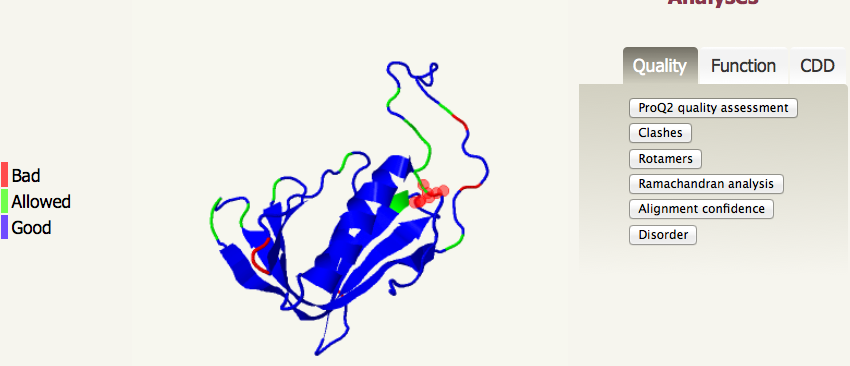 Analyses
Quality Function CDD
ProQ2 quality assessment
Clashes
Rotamers
Ramachandran analysis
Alignment confidence
Disorder
Bad
Allowed
Good